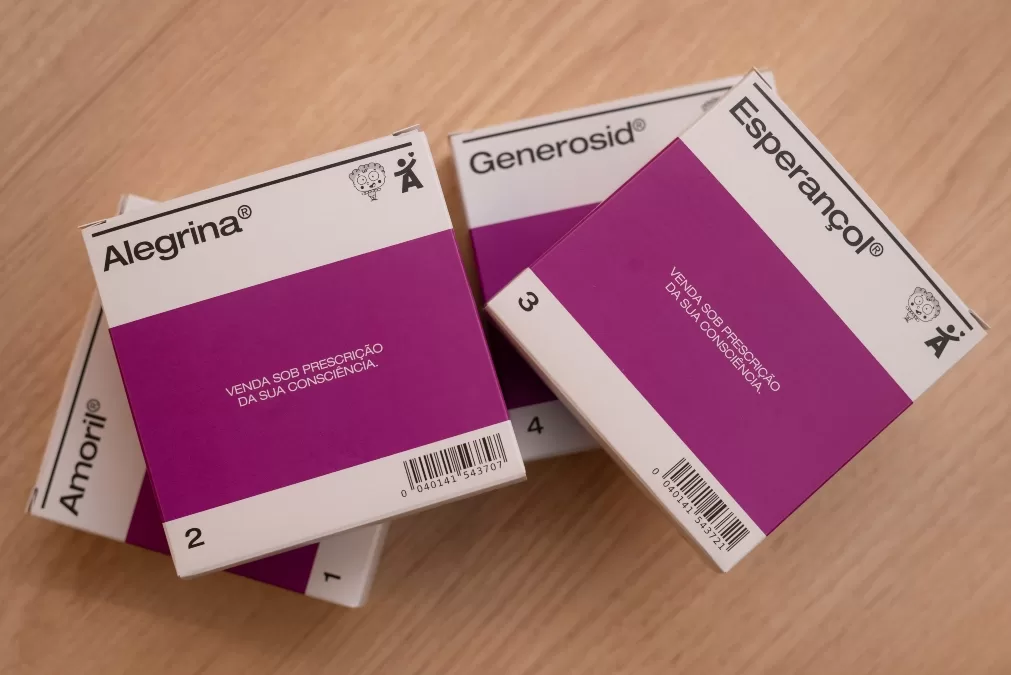 Alegrina®
VENDA SOB PRESCRIÇÃO
DA SUA CONSCIÊNCIA.
0 040141 543707
2
Amoril®
1
Generosid®
4
Esperançol®
VENDA SOB PRESCRIÇÃO
DA SUA CONSCIÊNCIA.
0 040141 543721
3